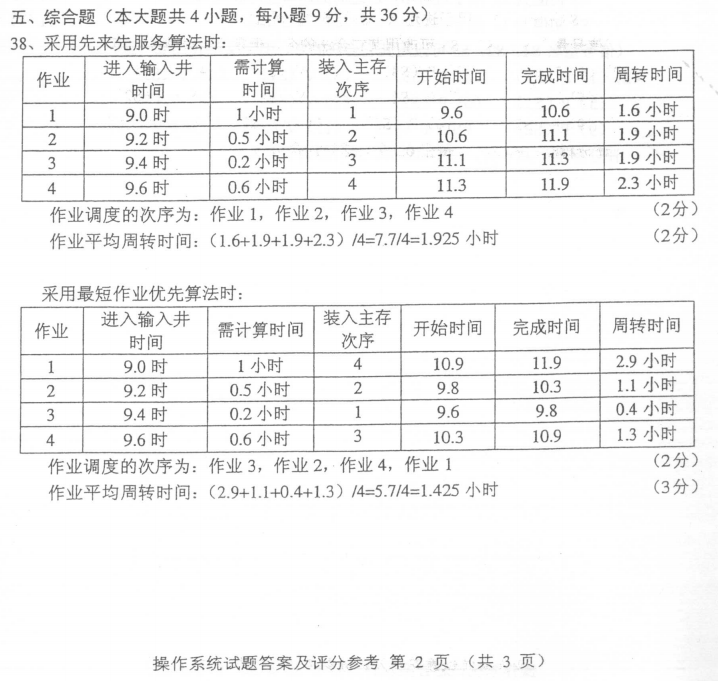 五、综合题（本大题共 4 小题，每小题 9 分，共 36 分）
38、采用先来先服务算法时：
作业 进入输入井时间 需计算时间 装入主存次序 开始时间 完成时间 周转时间
1 9.0 时 1 小时 1 9.6 10.6 1.6 小时
2 9.2 时 0.5 小时 2 10.6 11.1 1.9 小时
3 9.4 时 0.2 小时 3 11.1 11.3 1.9 小时
4 9.6 时 0.6 小时 4 11.3 11.9 2.3 小时
作业调度的次序为：作业 1，作业 2，作业 3，作业 4 （2分）
作业平均周转时间：（1.6+1.9+1.9+2.3）/4=7.7/4=1.925 小时 （2分）
采用最短作业优先算法时：
作业 进入输入井时间 需计算时间 装入主存次序 开始时间 完成时间 周转时间
1 9.0 时 1 小时 4 10.9 11.9 2.9 小时
2 9.2 时 0.5 小时 2 9.8 10.3 1.1 小时
3 9.4 时 0.2 小时 1 9.6 9.8 0.4 小时
4 9.6 时 0.6 小时 3 10.3 10.9 1.3 小时
作业调度的次序为：作业 3，作业 2，作业 4，作业 1 （2分）
作业平均周转时间：（2.9+1.1+0.4+1.3）/4=5.7/4=1.425 小时 （3分）
操作系统试题答案及评分参考 第 2 页 （共 3 页）